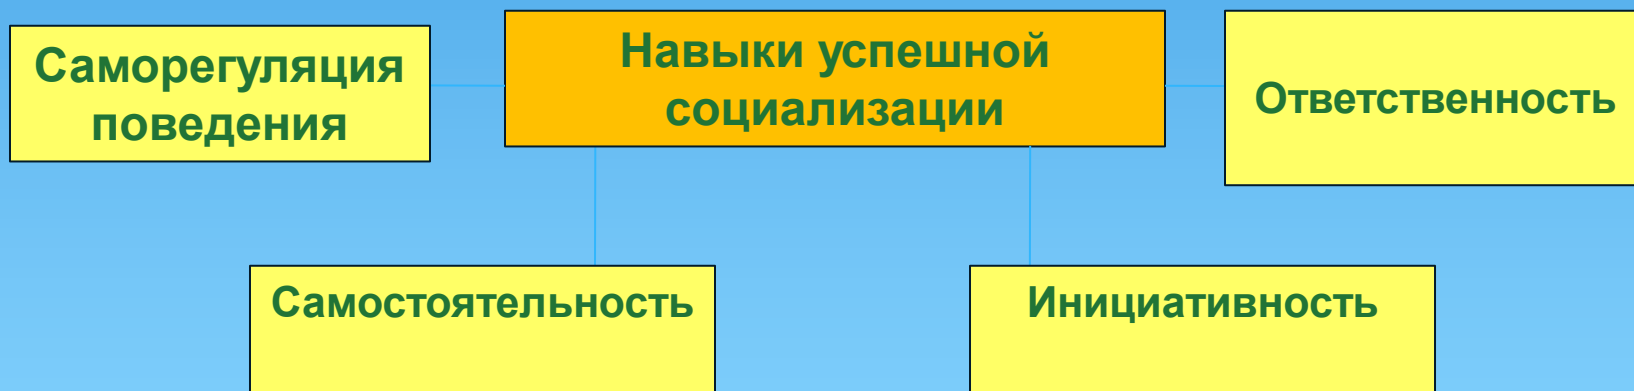 Саморегуляция
поведения
Навыки успешной
социализации
Ответственность
Самостоятельность
Инициативность